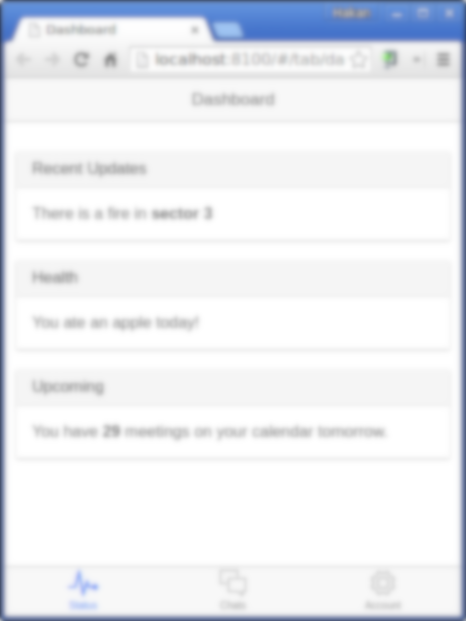 Dashboard
localhost:8100/#/tab/da
Dashboard
Recent Updates
There is a fire in sector 3
Health
You ate an apple today!
Upcoming
You have 29 meetings on your calendar tomorrow.
Status
Chats
Account